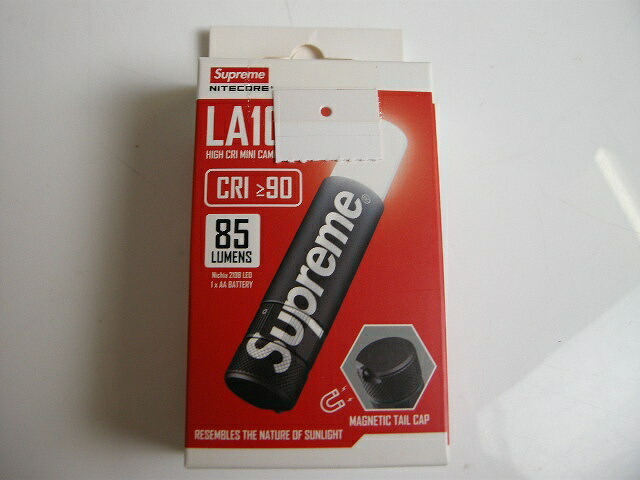 Supreme
NITECORE
LA10
HIGH CRI MINI CAM
CRI ≥90
85
LUMENS
Nichia 219B LED
1 x AA BATTERY
Supreme®
MAGNETIC TAIL CAP
RESEMBLES THE NATURE OF SUNLIGHT